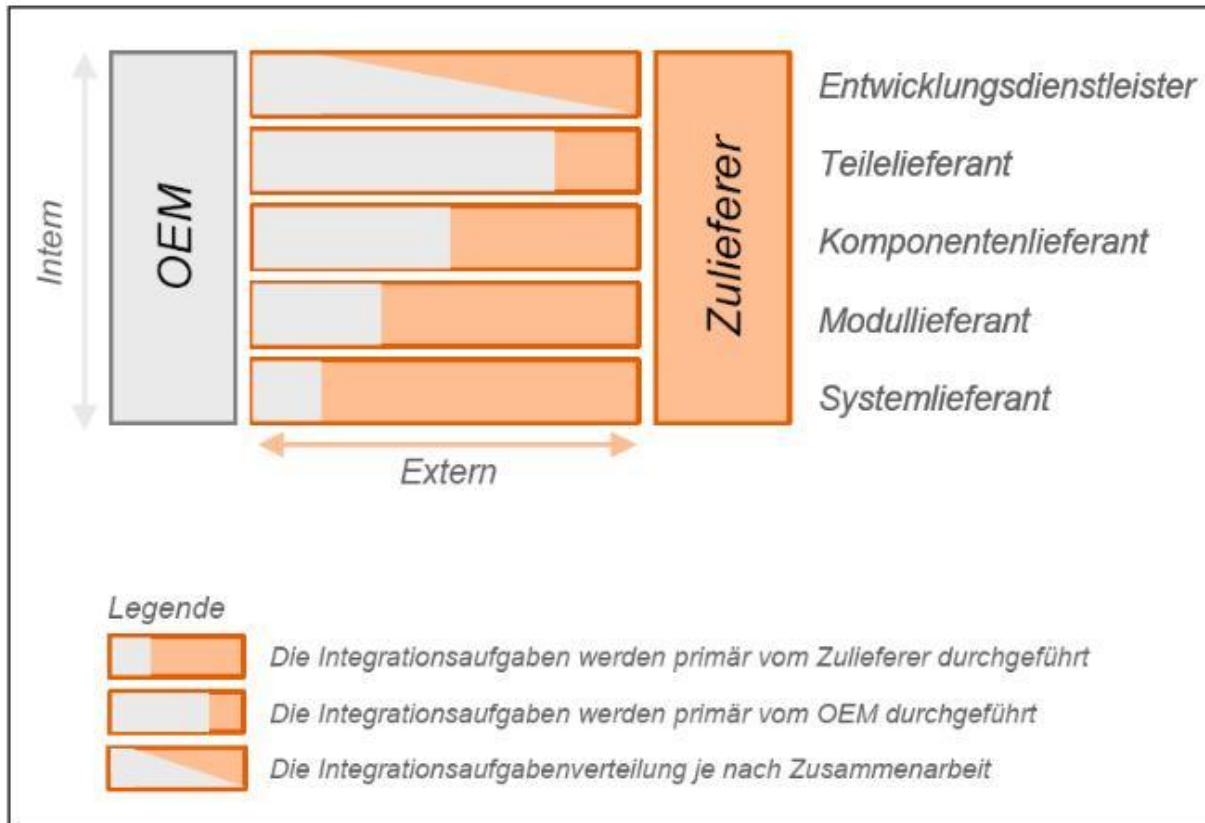 Intern
OEM
Zulieferer
Entwicklungsdienstleister
Teilelieferant
Komponentenlieferant
Modullieferant
Systemlieferant
Extern
Legende
Die Integrationsaufgaben werden primär vom Zulieferer durchgeführt
Die Integrationsaufgaben werden primär vom OEM durchgeführt
Die Integrationsaufgabenverteilung je nach Zusammenarbeit